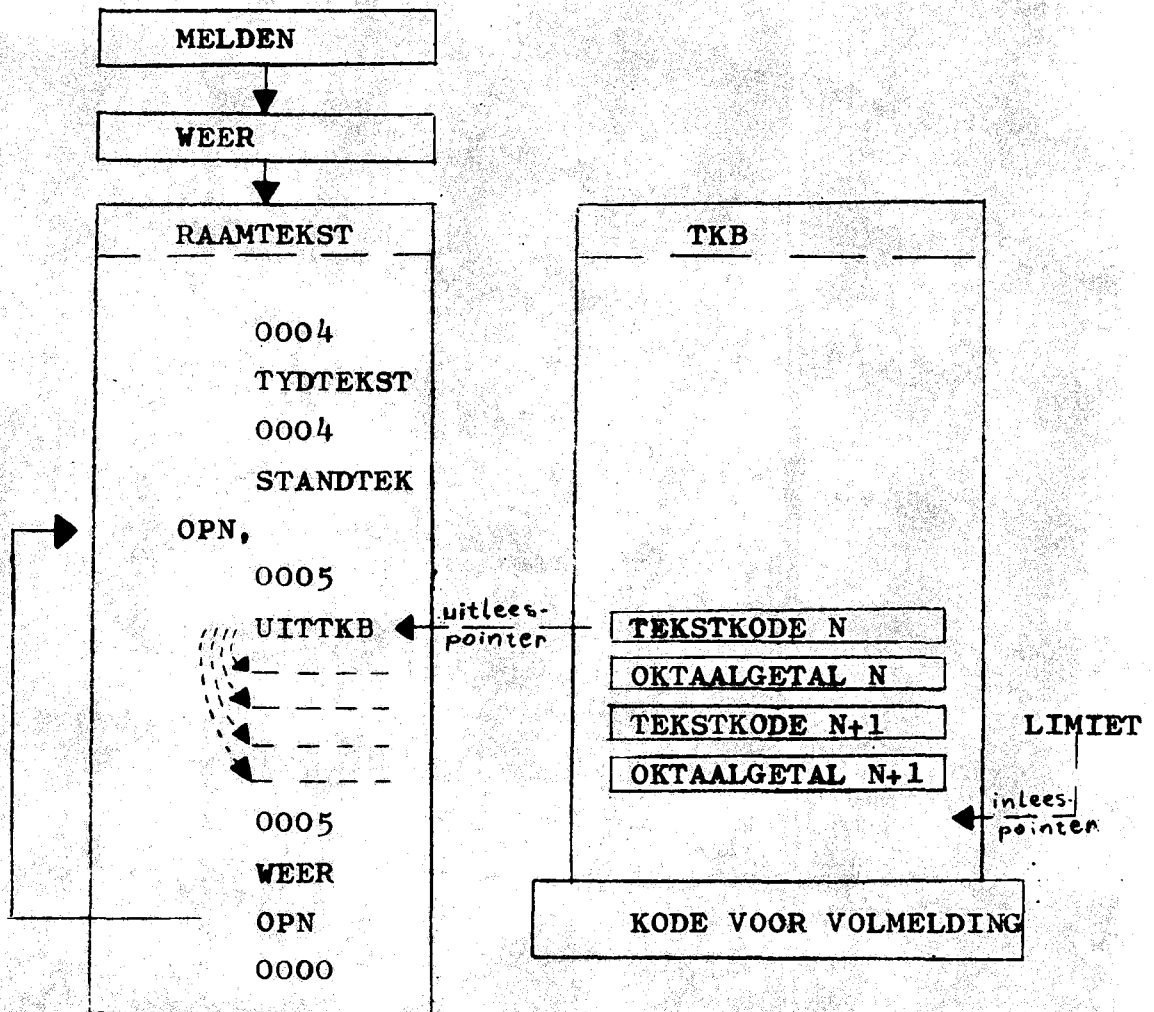 MELDEN
WEER
RAAMTEKST
0004
TYDTEKST
0004
STANDTEK
OPN,
0005
UITTKB
0005
WEER
OPN
0000
uitlees-
pointer
TKB
TEKSTKODE N
OKTAALGETAL N
TEKSTKODE N+1
OKTAALGETAL N+1
LIMIET
inlees-
pointer
KODE VOOR VOLMELDING